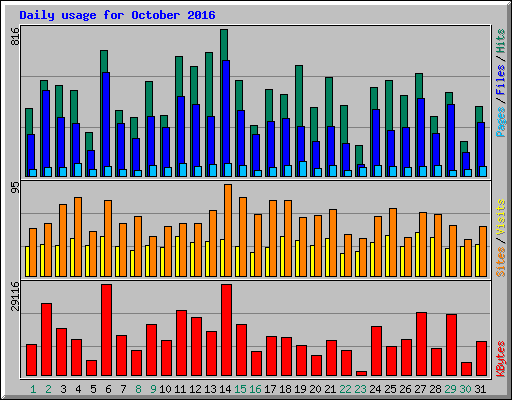 Daily usage for October 2016
816
Pages / Files / Hits
95
Sites / Visits
29116
KBytes
1 2 3 4 5 6 7 8 9 10 11 12 13 14 15 16 17 18 19 20 21 22 23 24 25 26 27 28 29 30 31